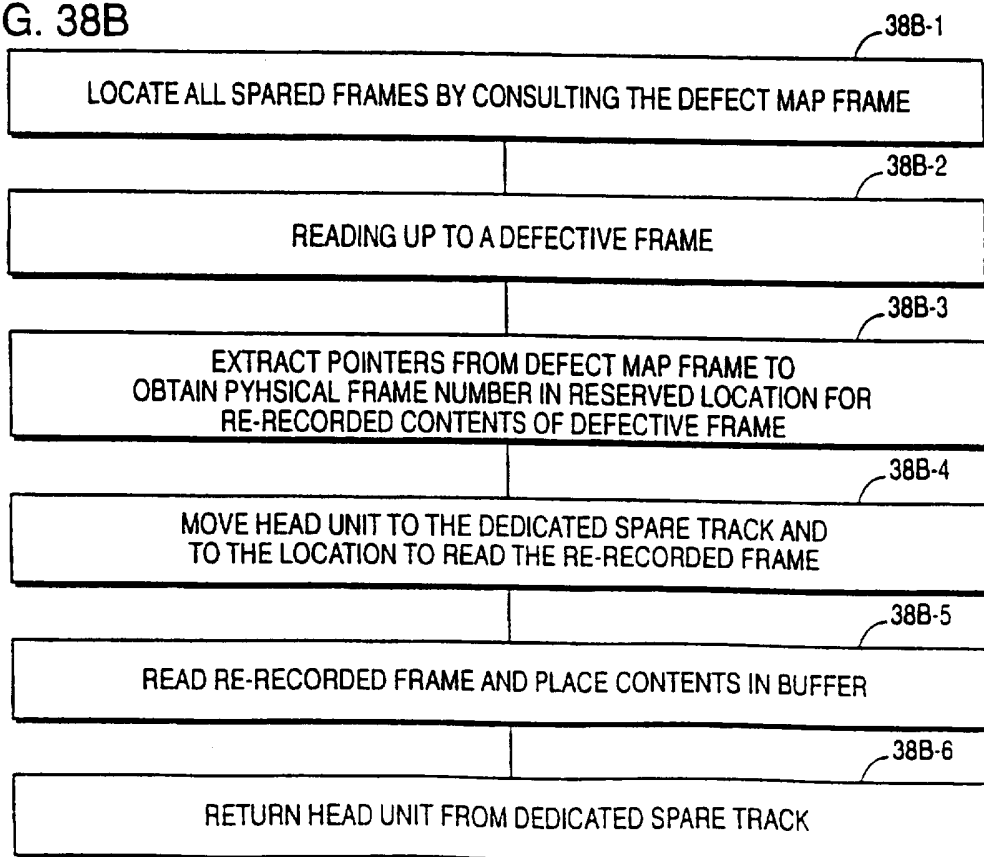 G. 38B
38B-1
LOCATE ALL SPARED FRAMES BY CONSULTING THE DEFECT MAP FRAME
38B-2
READING UP TO A DEFECTIVE FRAME
38B-3
EXTRACT POINTERS FROM DEFECT MAP FRAME TO
OBTAIN PYHSICAL FRAME NUMBER IN RESERVED LOCATION FOR
RE-RECORDED CONTENTS OF DEFECTIVE FRAME
38B-4
MOVE HEAD UNIT TO THE DEDICATED SPARE TRACK AND
TO THE LOCATION TO READ THE RE-RECORDED FRAME
38B-5
READ RE-RECORDED FRAME AND PLACE CONTENTS IN BUFFER
38B-6
RETURN HEAD UNIT FROM DEDICATED SPARE TRACK